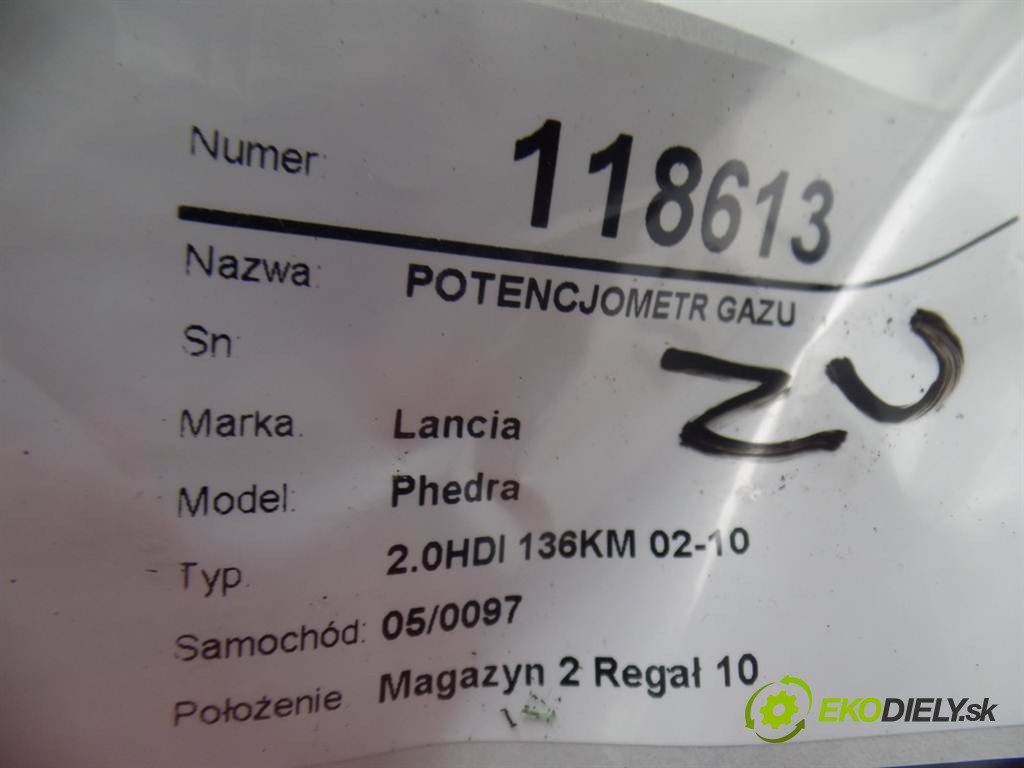 Numer: 118613
Nazwa: POTENCJOMETR GAZU
Sn
ZU
Marka. Lancia
Model: Phedra
Typ. 2.0HDI 136KM 02-10
Samochód: 05/0097
Położenie Magazyn 2 Regał 10
EKODIELY.sk